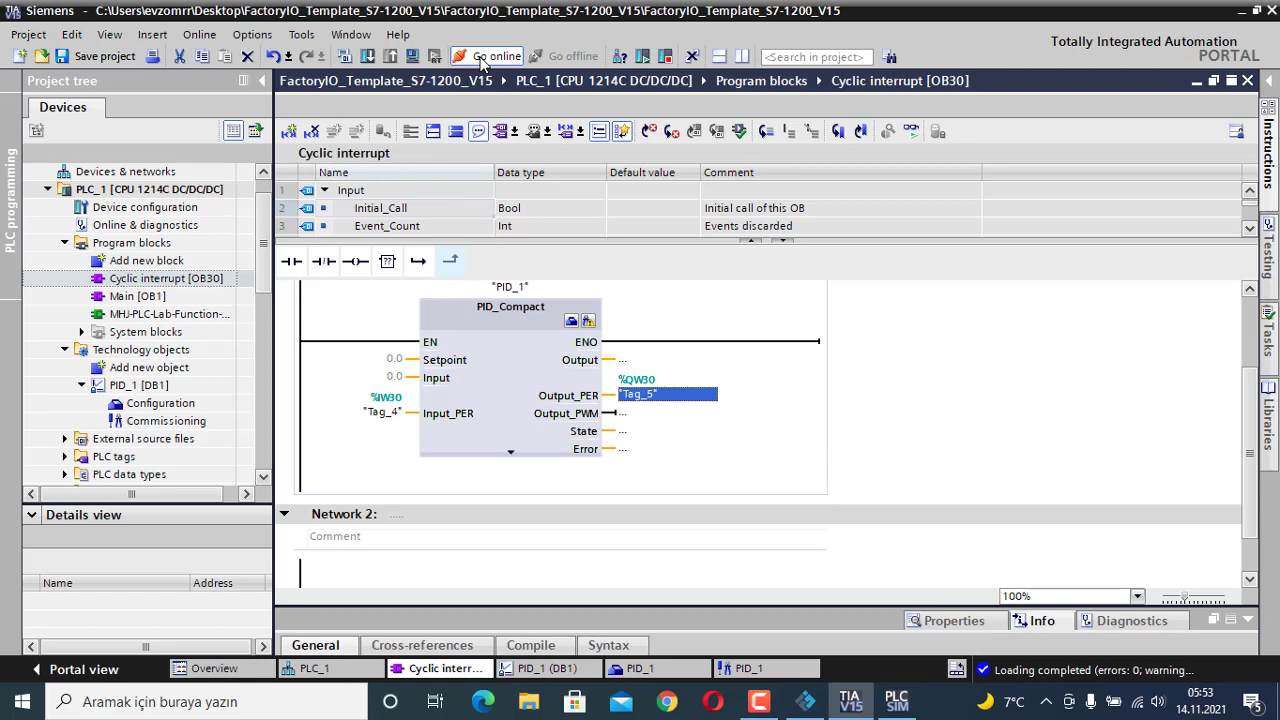 TIA
V15
Siemens - C:\Users\evzomrr\Desktop\FactoryIO_Template_S7-1200_V15\FactoryIO_Template_S7-1200_V15\FactoryIO_Template_S7-1200_V15
Project Edit View Insert Online Options Tools Window Help
Totally Integrated Automation
PORTAL
Save project
Go online
Go offline
<Search in project>
Project tree
FactoryIO_Template_S7-1200_V15 PLC_1 [CPU 1214C DC/DC/DC] Program blocks Cyclic interrupt [OB30]
Devices
PLC programming
Devices & networks
PLC_1 [CPU 1214C DC/DC/DC]
Device configuration
Online & diagnostics
Program blocks
Add new block
Cyclic interrupt [OB30]
Main [OB1]
MHJ-PLC-Lab-Function-...
System blocks
Technology objects
Add new object
PID_1 [DB1]
Configuration
Commissioning
External source files
PLC tags
PLC data types
Details view
Name Address
Cyclic interrupt
Name Data type Default value Comment
1 Input
2 Initial_Call Bool Initial call of this OB
3 Event_Count Int Events discarded
??
"PID_1"
PID_Compact
EN ENO
0.0 Setpoint Output ...
0.0 Input
%QW30
Output_PER "Tag_5"
%IW30
"Tag_4" Input_PER Output_PWM ...
State ...
Error ...
Network 2: .....
Comment
100%
Properties Info Diagnostics
General Cross-references Compile Syntax
Instructions
Testing
Tasks
Libraries
Portal view Overview PLC_1 Cyclic interr... PID_1 (DB1) PID_1 PID_1
Loading completed (errors: 0; warning...
Aramak için buraya yazın
TIA
V15
PLC
SIM
7°C
05:53
14.11.2021
5